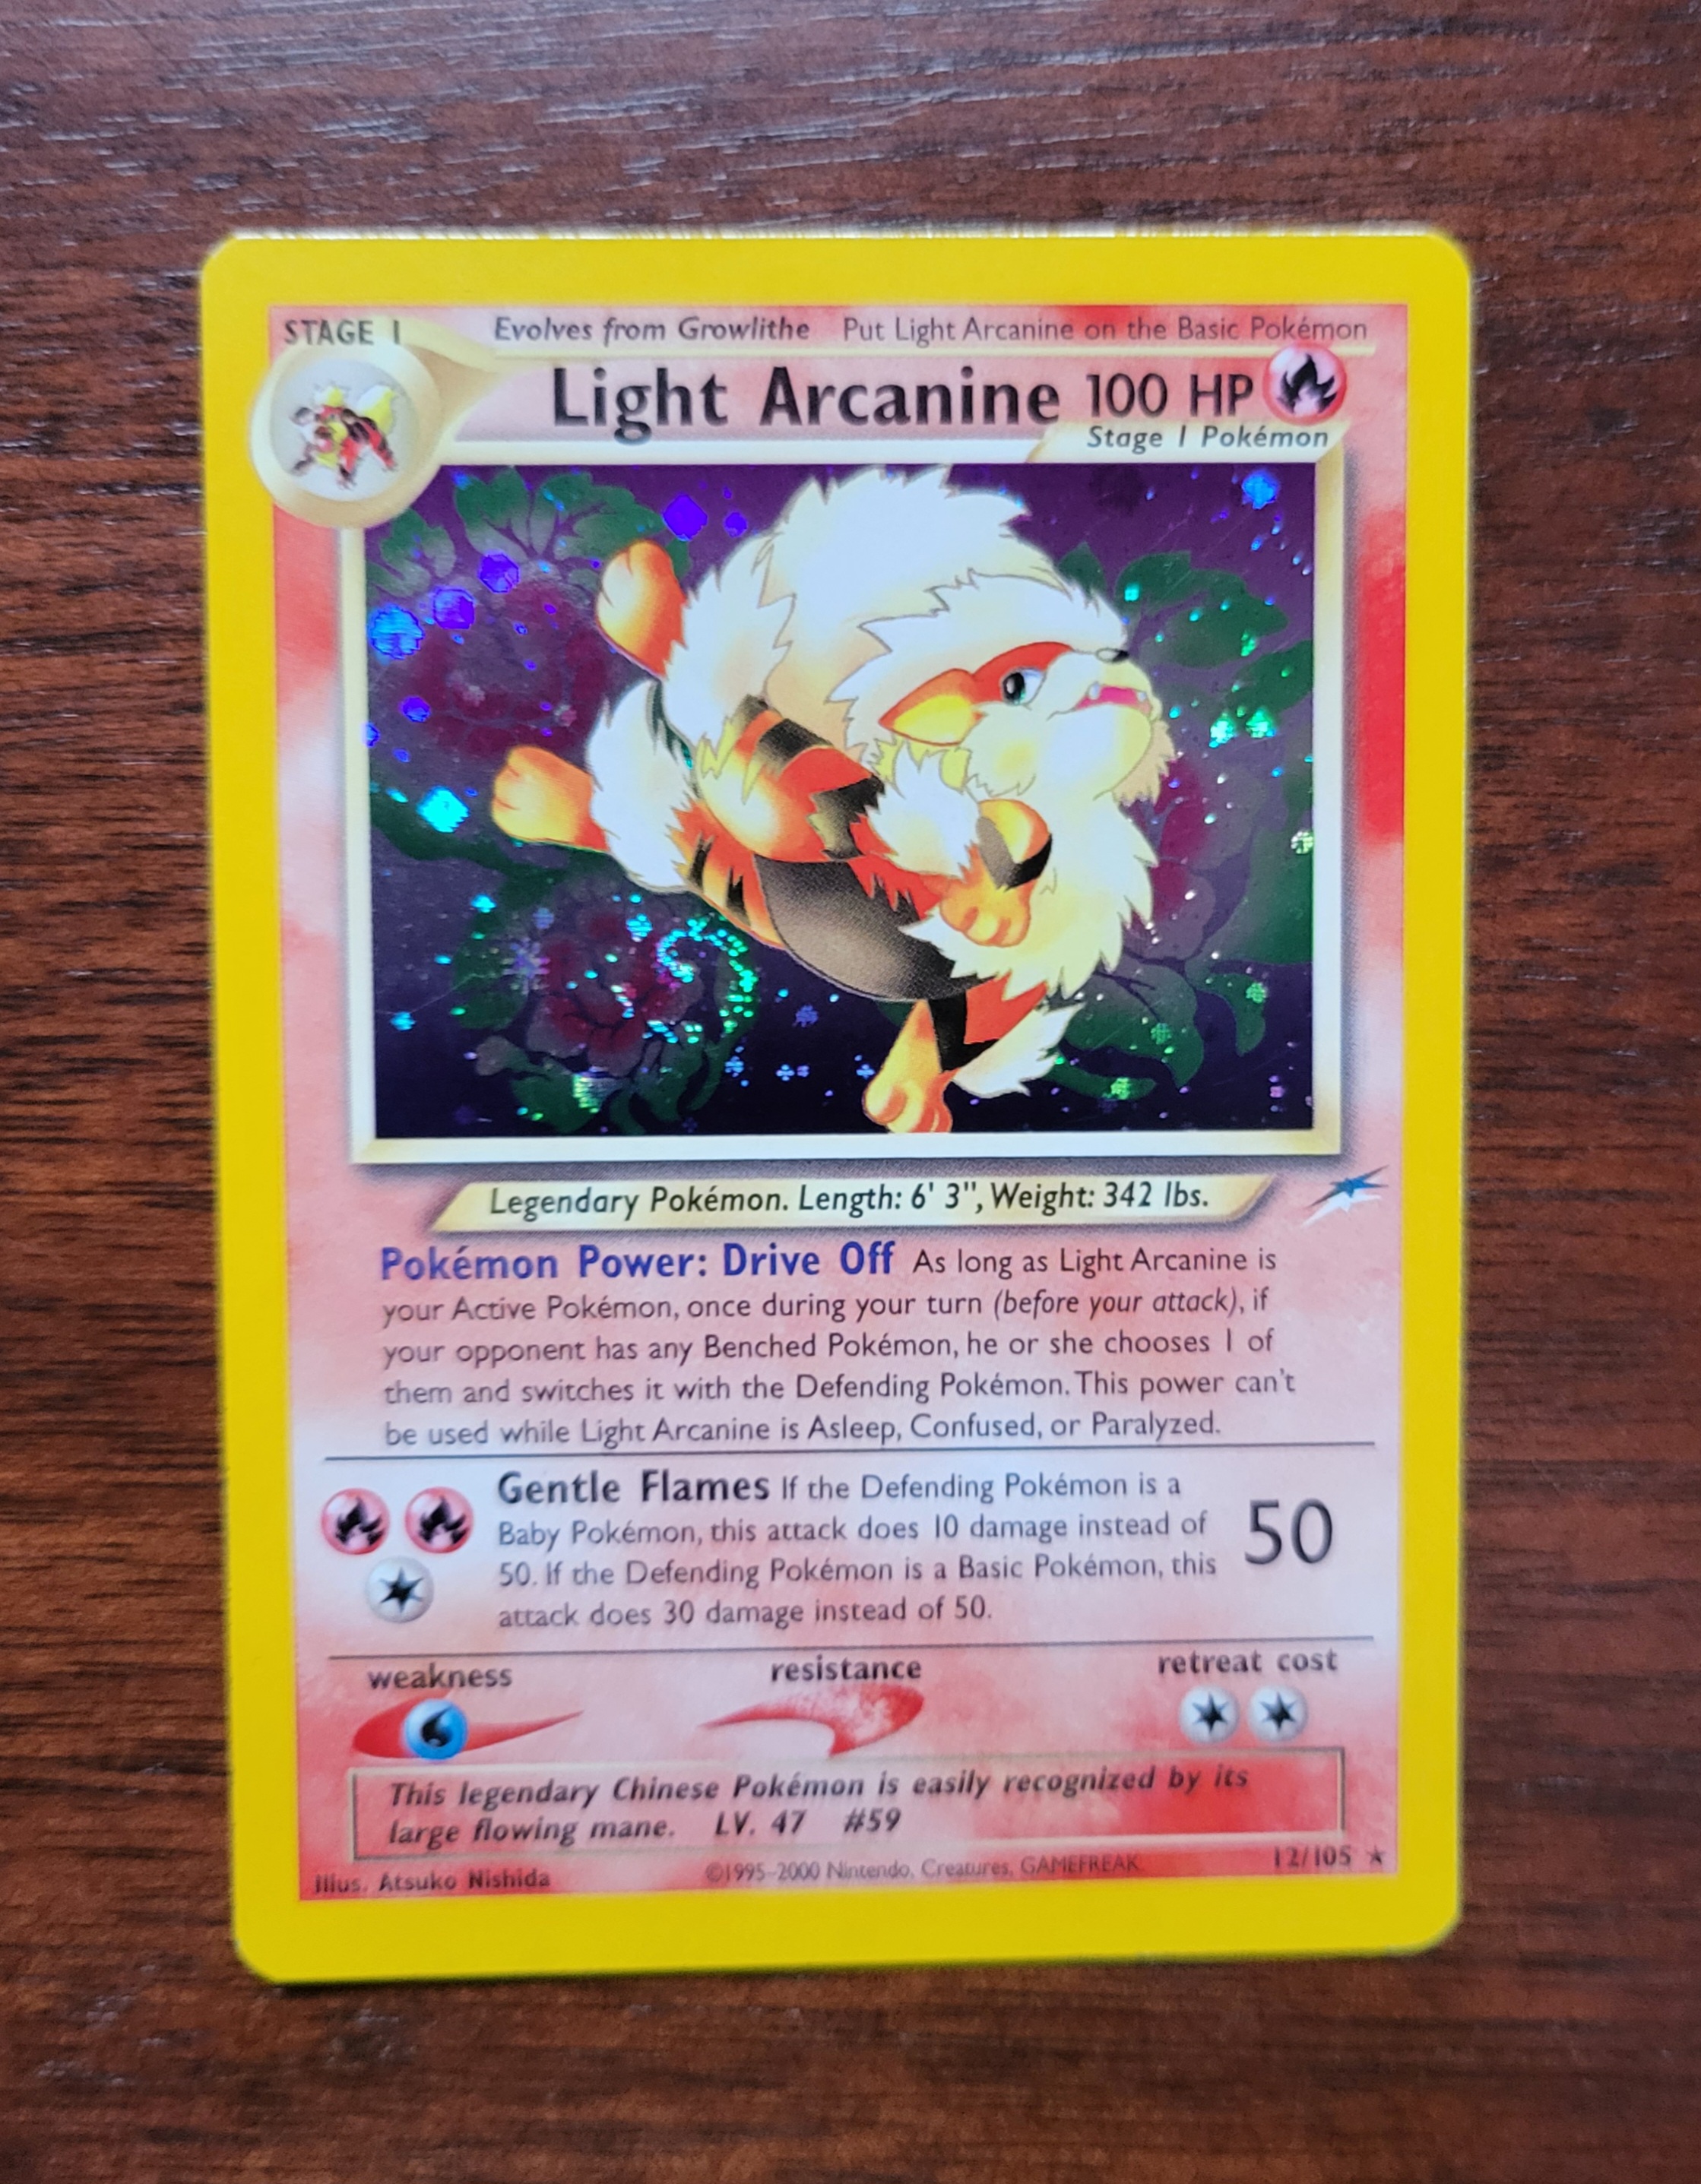 STAGE 1 Evolves from Growlithe Put Light Arcanine on the Basic Pokémon
Light Arcanine 100 HP
Stage 1 Pokémon
Legendary Pokémon. Length: 6' 3", Weight: 342 lbs.
Pokémon Power: Drive Off As long as Light Arcanine is
your Active Pokémon, once during your turn (before your attack), if
your opponent has any Benched Pokémon, he or she chooses 1 of
them and switches it with the Defending Pokémon. This power can't
be used while Light Arcanine is Asleep, Confused, or Paralyzed.
Gentle Flames If the Defending Pokémon is a
Baby Pokémon, this attack does 10 damage instead of
50. If the Defending Pokémon is a Basic Pokémon, this
attack does 30 damage instead of 50.
50
weakness resistance retreat cost
This legendary Chinese Pokémon is easily recognized by its
large flowing mane. LV. 47 #59
Illus. Atsuko Nishida ©1995-2000 Nintendo, Creatures, GAMEFREAK 12/105 ★